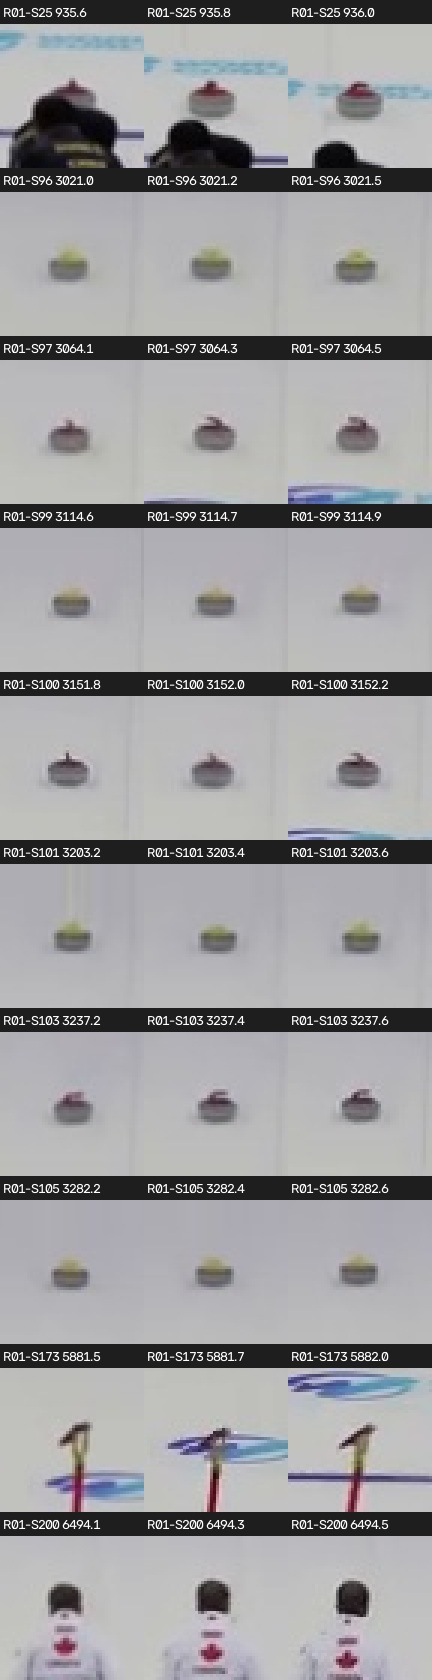 R01-S25 935.6 R01-S25 935.8 R01-S25 936.0
R01-S96 3021.0 R01-S96 3021.2 R01-S96 3021.5
R01-S97 3064.1 R01-S97 3064.3 R01-S97 3064.5
R01-S99 3114.6 R01-S99 3114.7 R01-S99 3114.9
R01-S100 3151.8 R01-S100 3152.0 R01-S100 3152.2
R01-S101 3203.2 R01-S101 3203.4 R01-S101 3203.6
R01-S103 3237.2 R01-S103 3237.4 R01-S103 3237.6
R01-S105 3282.2 R01-S105 3282.4 R01-S105 3282.6
R01-S173 5881.5 R01-S173 5881.7 R01-S173 5882.0
R01-S200 6494.1 R01-S200 6494.3 R01-S200 6494.5